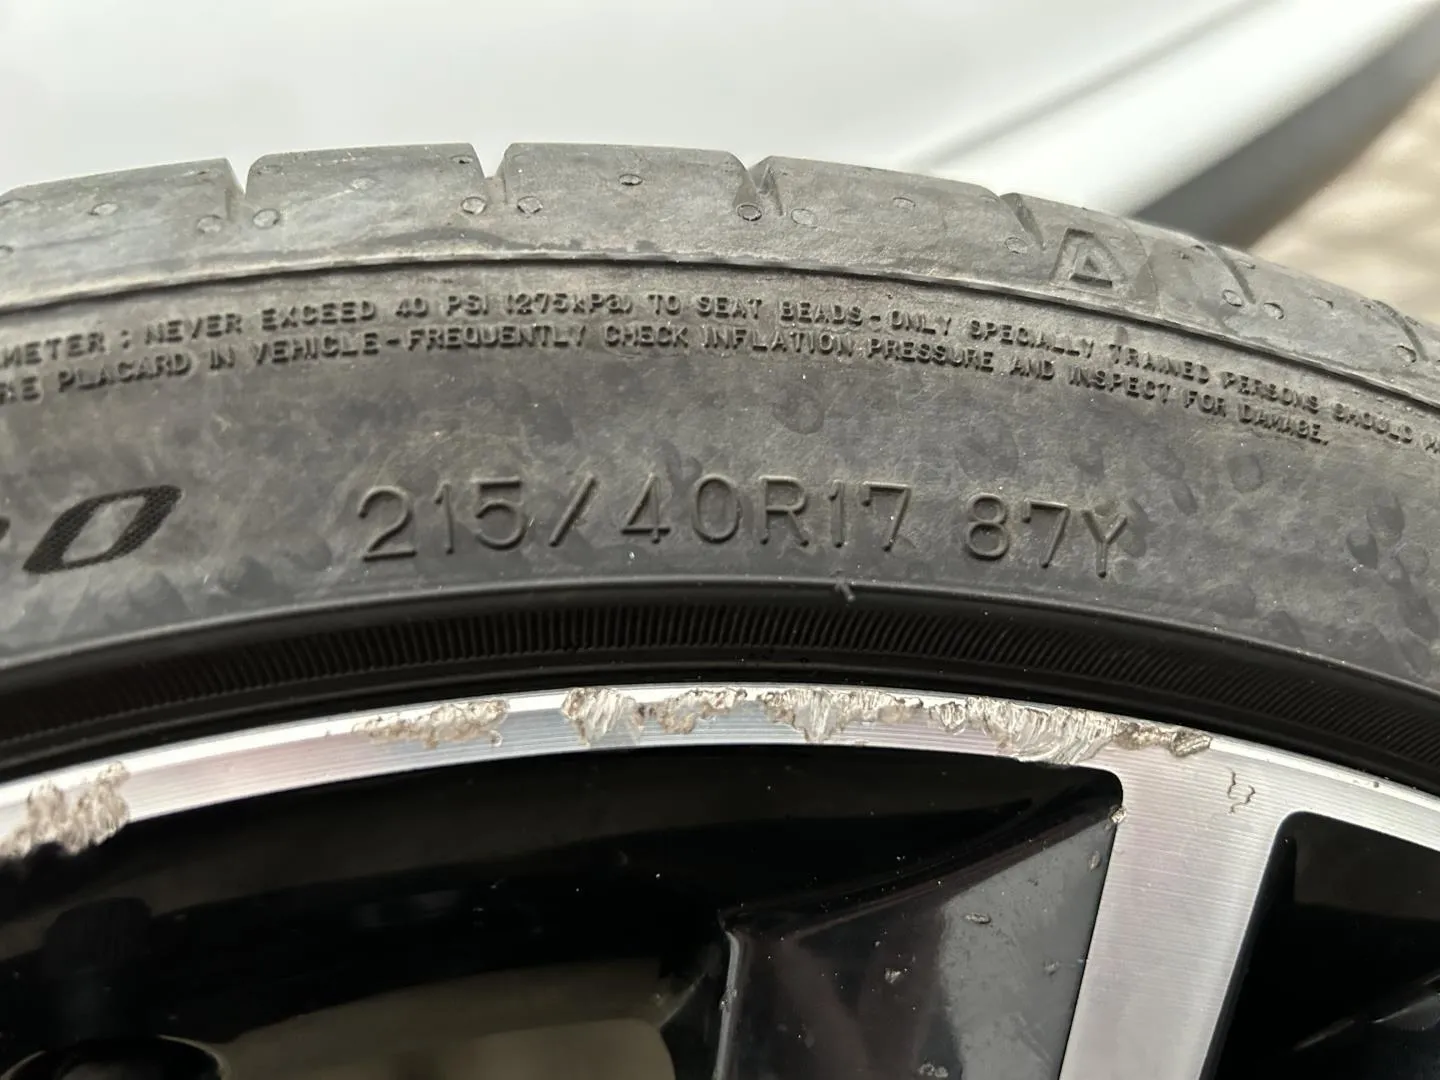 METER : NEVER EXCEED 40 PSI (275kPa) TO SEAT BEADS-ONLY SPECIALLY TRAINED PERSONS SHOULD
PLACARD IN VEHICLE-FREQUENTLY CHECK INFLATION PRESSURE AND INSPECT FOR DAMAGE.
215/40R17 87Y